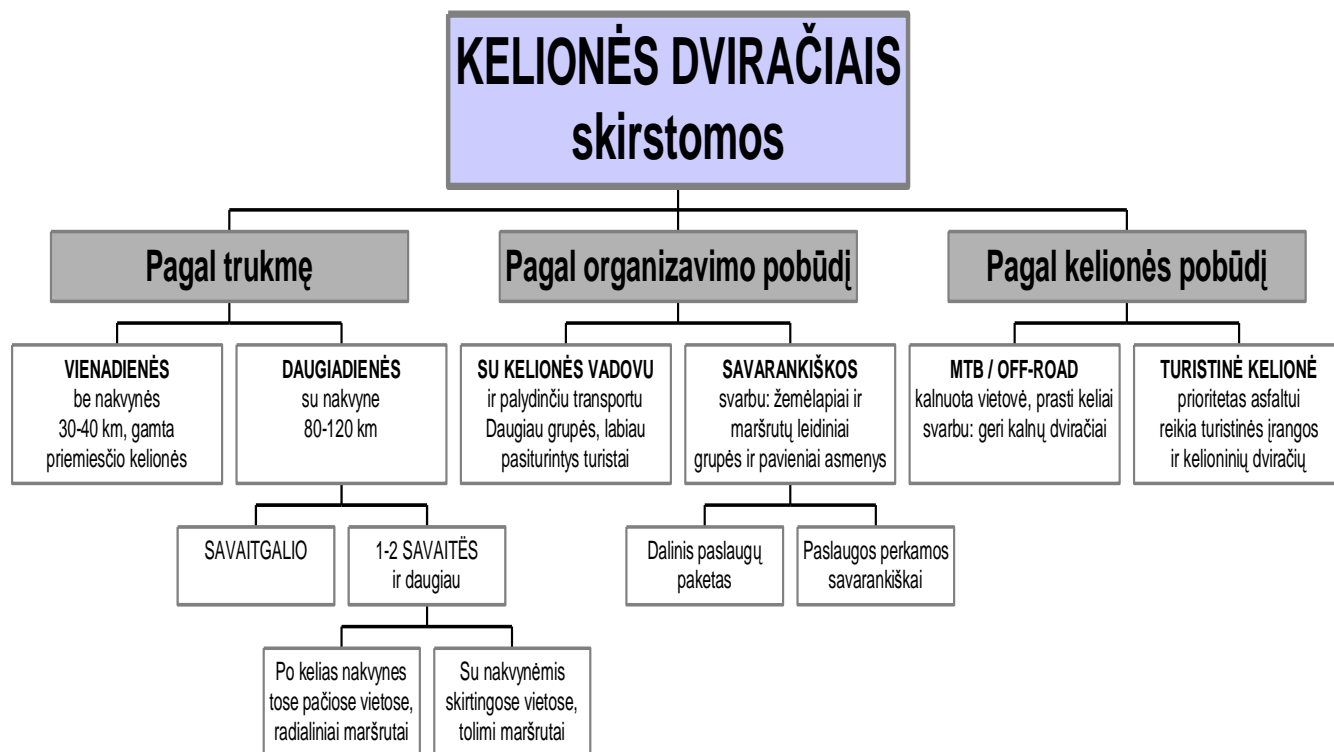 KELIONĖS DVIRAČIAIS
skirstomos
Pagal trukmę
Pagal organizavimo pobūdį
Pagal kelionės pobūdį
VIENADIENĖS
be nakvynės
30-40 km, gamta
priemiesčio kelionės
DAUGIADIENĖS
su nakvyne
80-120 km
SU KELIONĖS VADOVU
ir palydinčiu transportu
Daugiau grupės, labiau
pasiturintys turistai
SAVARANKIŠKOS
svarbu: žemėlapiai ir
maršrutų leidiniai
grupės ir pavieniai asmenys
MTB / OFF-ROAD
kalnuota vietovė, prasti keliai
svarbu: geri kalnų dviračiai
TURISTINĖ KELIONĖ
prioritetas asfaltui
reikia turistinės įrangos
ir kelioninių dviračių
SAVAITGALIO
1-2 SAVAITËS
ir daugiau
Dalinis paslaugų
paketas
Paslaugos perkamos
savarankiškai
Po kelias nakvynes
tose pačiose vietose,
radialiniai maršrutai
Su nakvynėmis
skirtingose vietose,
tolimi maršrutai